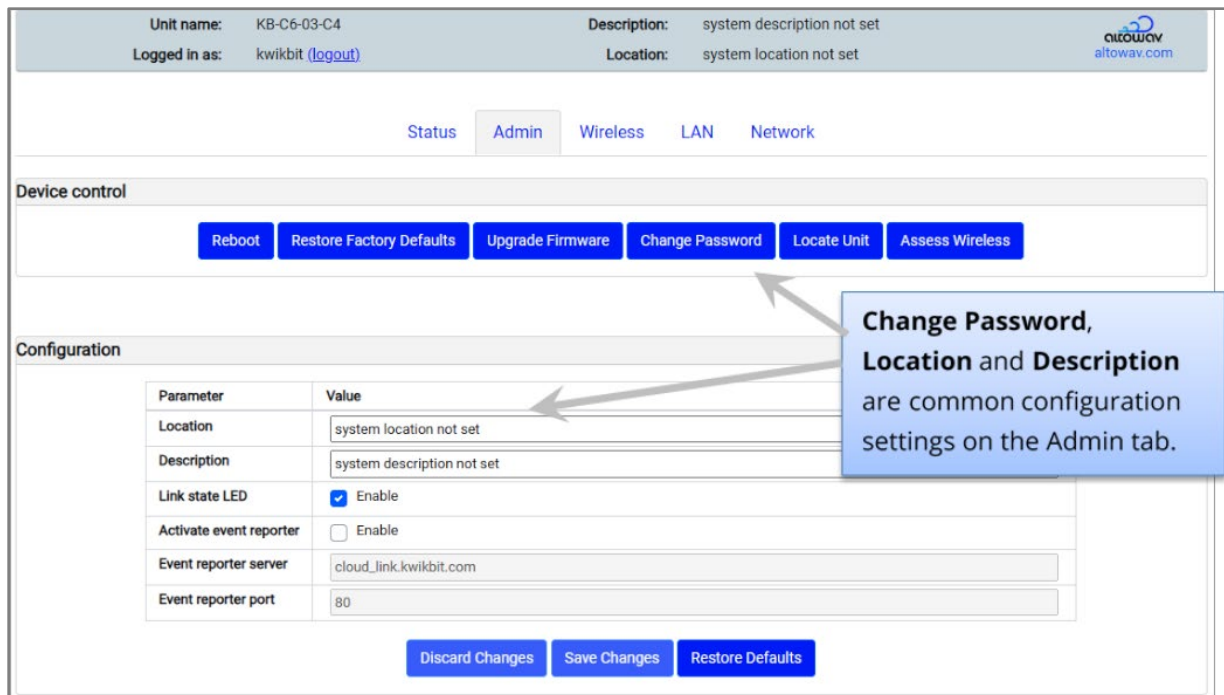 Unit name: KB-C6-03-C4 Description: system description not set
Logged in as: kwikbit (logout) Location: system location not set
altowav
altowav.com
Status Admin Wireless LAN Network
Device control
Reboot Restore Factory Defaults Upgrade Firmware Change Password Locate Unit Assess Wireless
Change Password,
Location and Description
are common configuration
settings on the Admin tab.
Configuration
Parameter Value
Location system location not set
Description system description not set
Link state LED Enable
Activate event reporter Enable
Event reporter server cloud_link.kwikbit.com
Event reporter port 80
Discard Changes Save Changes Restore Defaults